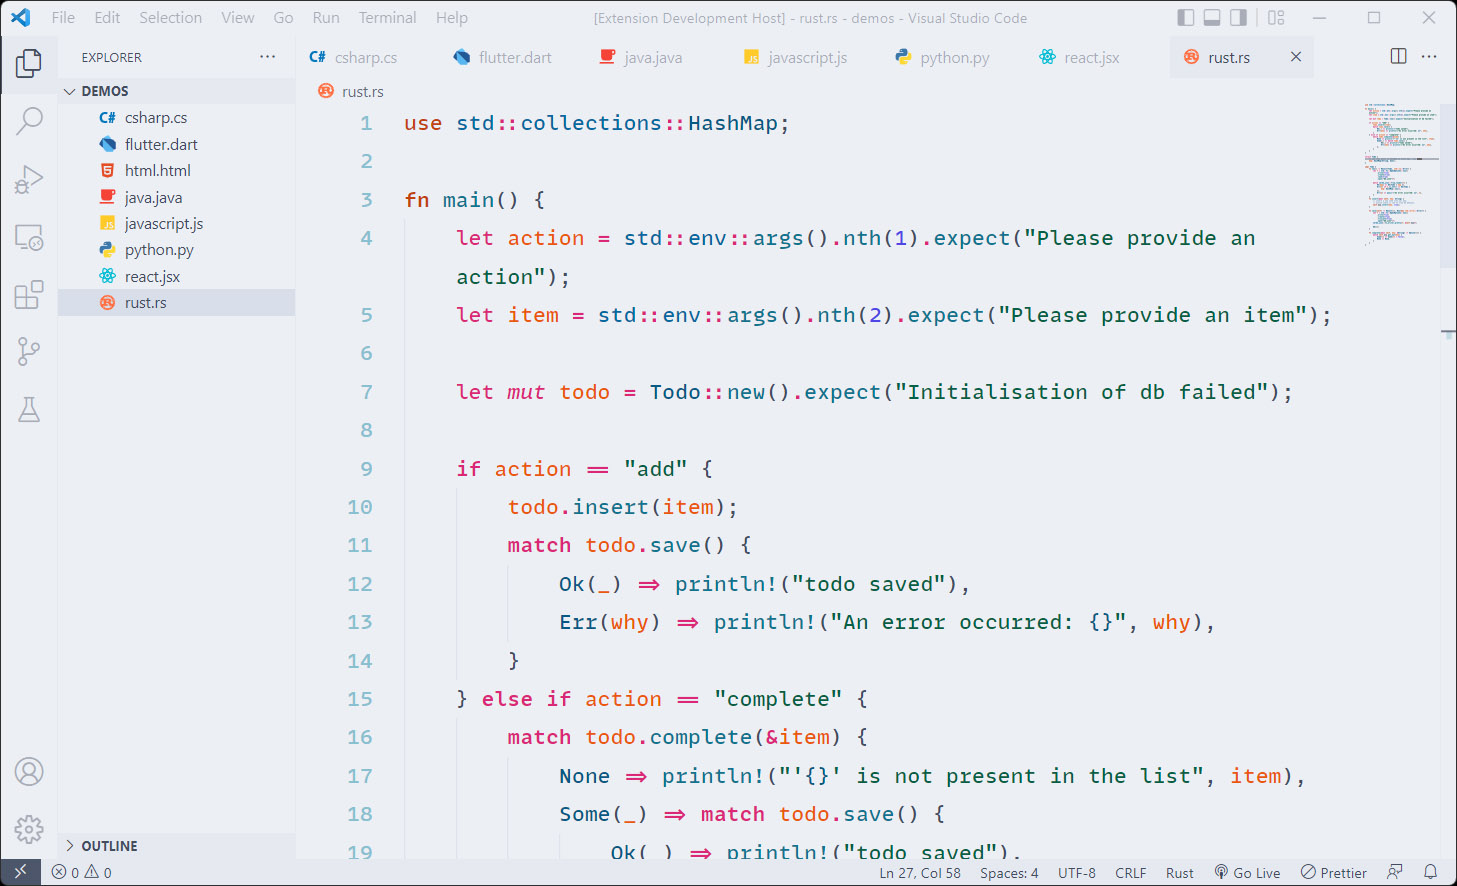 File Edit Selection View Go Run Terminal Help [Extension Development Host] - rust.rs - demos - Visual Studio Code
EXPLORER
C# csharp.cs flutter.dart java.java JS javascript.js python.py react.jsx rust.rs
DEMOS
C# csharp.cs
flutter.dart
html.html
java.java
JS javascript.js
python.py
react.jsx
rust.rs
OUTLINE
rust.rs
1 use std::collections::HashMap;
2
3 fn main() {
4 let action = std::env::args().nth(1).expect("Please provide an
action");
5 let item = std::env::args().nth(2).expect("Please provide an item");
6
7 let mut todo = Todo::new().expect("Initialisation of db failed");
8
9 if action == "add" {
10 todo.insert(item);
11 match todo.save() {
12 Ok(_) => println!("todo saved"),
13 Err(why) => println!("An error occurred: {}", why),
14 }
15 } else if action == "complete" {
16 match todo.complete(&item) {
17 None => println!("'{}' is not present in the list", item),
18 Some(_) => match todo.save() {
19 Ok(_) => println!("todo saved"),
0 0 Ln 27, Col 58 Spaces: 4 UTF-8 CRLF Rust Go Live Prettier